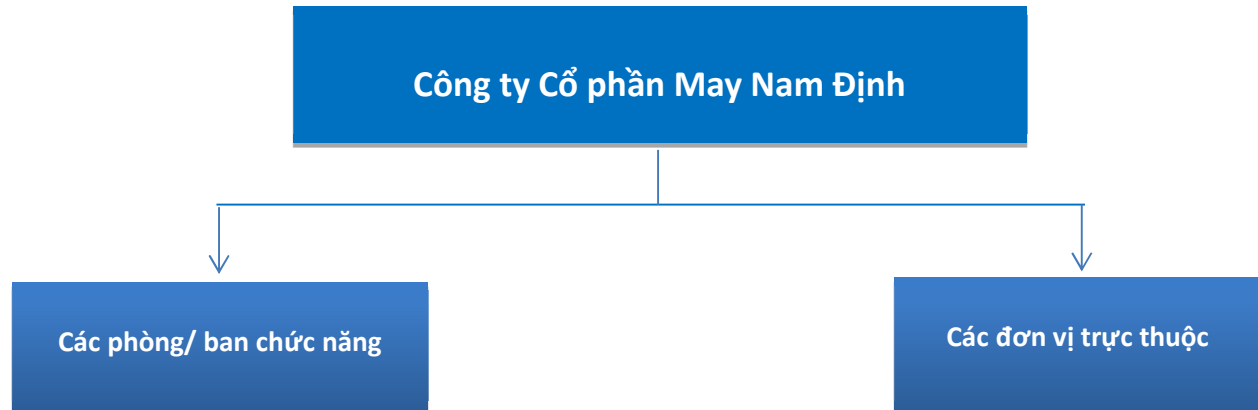 Công ty Cổ phần May Nam Định
Các phòng/ ban chức năng
Các đơn vị trực thuộc